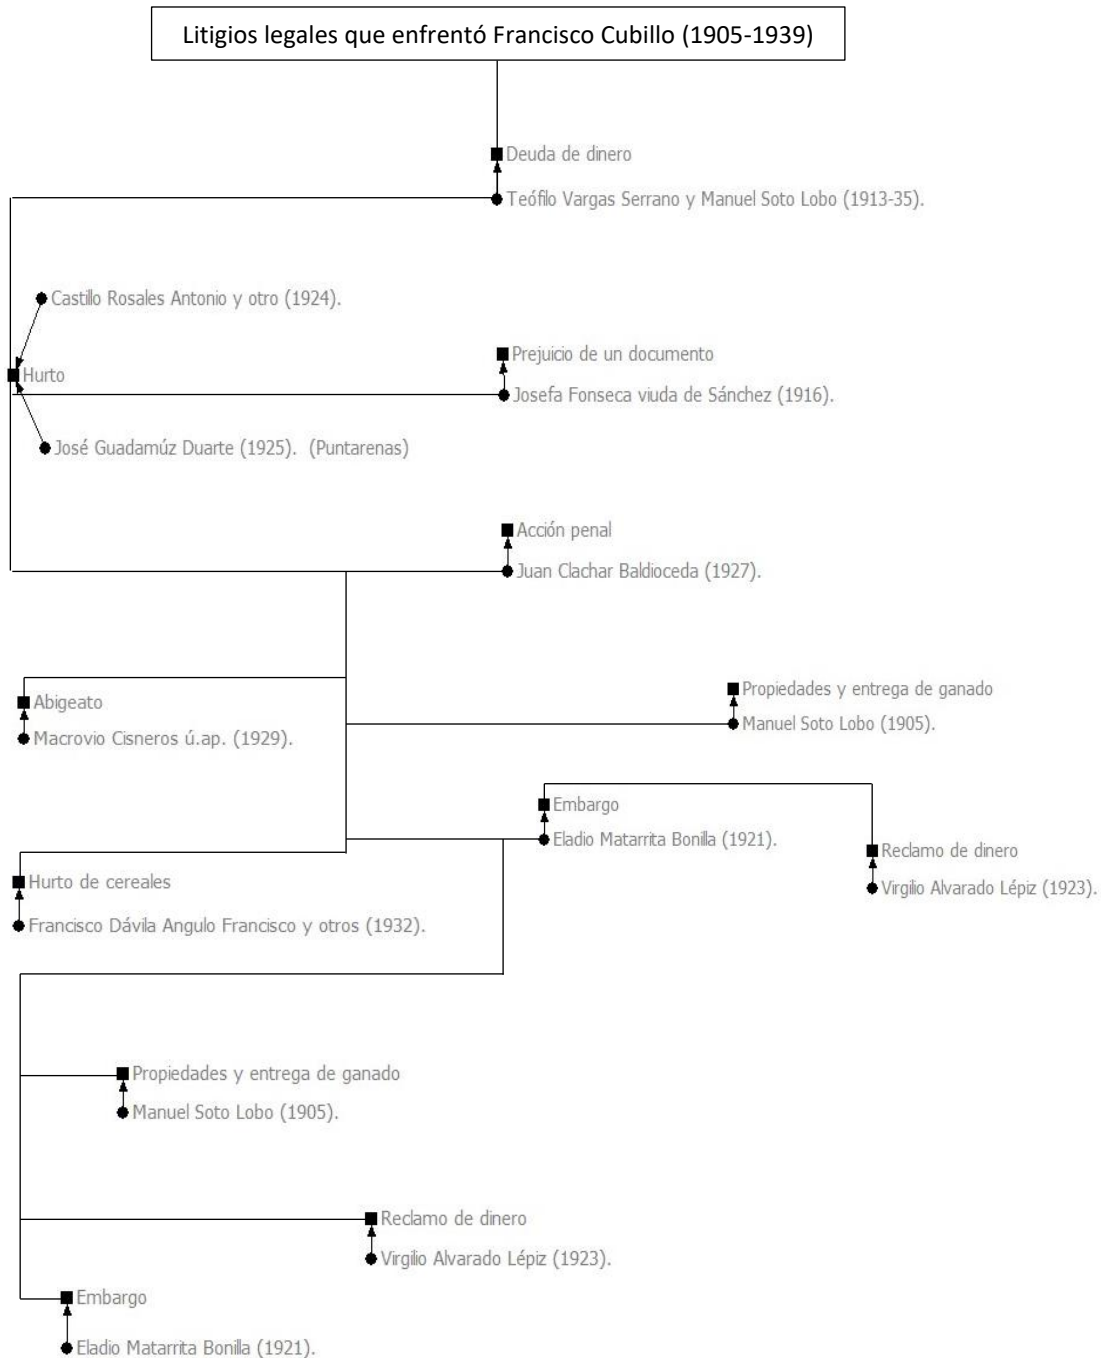 Litigios legales que enfrentó Francisco Cubillo (1905-1939)
Deuda de dinero
Teófilo Vargas Serrano y Manuel Soto Lobo (1913-35).
Castillo Rosales Antonio y otro (1924).
Prejuicio de un documento
Hurto
Josefa Fonseca viuda de Sánchez (1916).
José Guadamúz Duarte (1925). (Puntarenas)
Acción penal
Juan Clachar Baldioceda (1927).
Propiedades y entrega de ganado
Abigeato
Manuel Soto Lobo (1905).
Macrovio Cisneros ú.ap. (1929).
Embargo
Eladio Matarrita Bonilla (1921).
Reclamo de dinero
Virgilio Alvarado Lépiz (1923).
Hurto de cereales
Francisco Dávila Angulo Francisco y otros (1932).
Propiedades y entrega de ganado
Manuel Soto Lobo (1905).
Reclamo de dinero
Virgilio Alvarado Lépiz (1923).
Embargo
Eladio Matarrita Bonilla (1921).